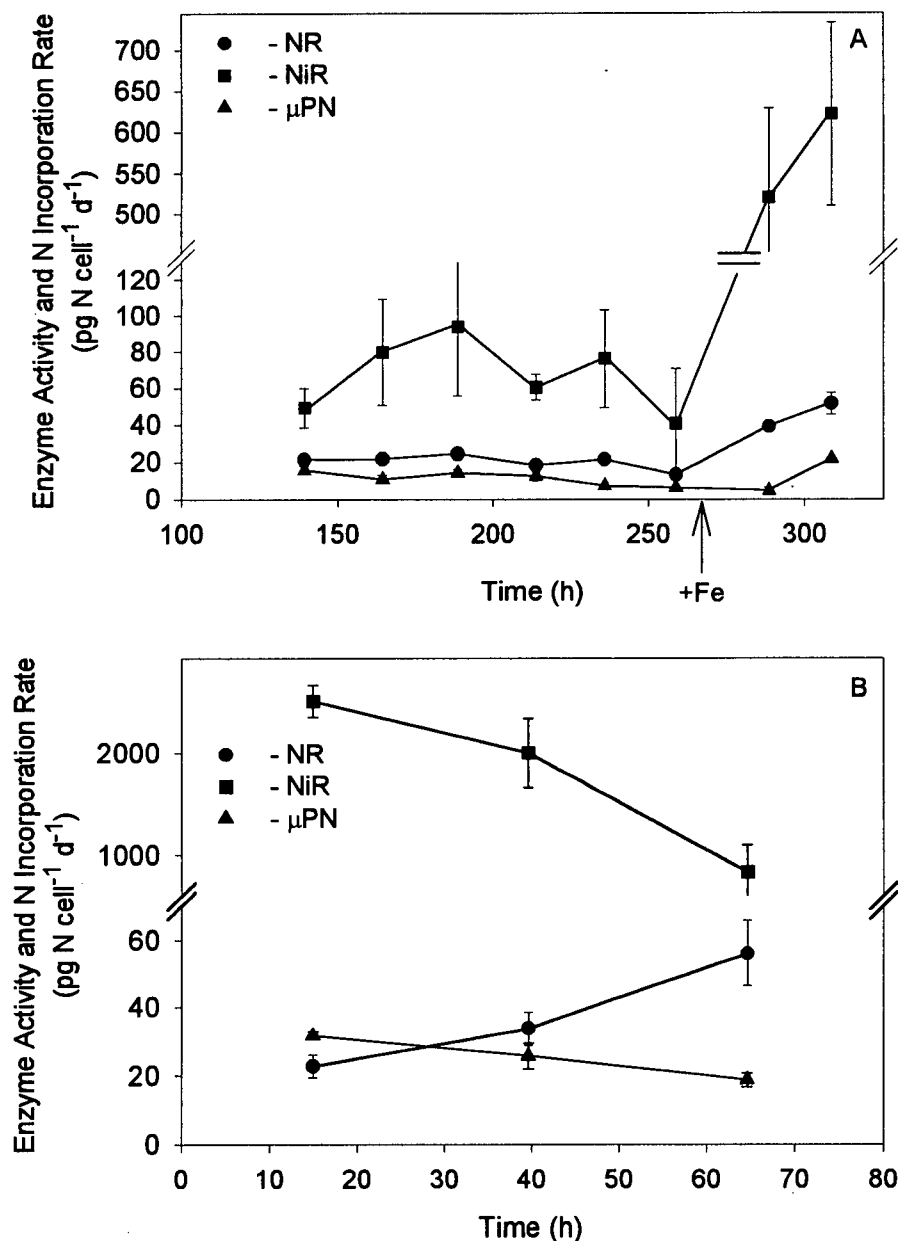 A
- NR
- NiR
- μPN
Enzyme Activity and N Incorporation Rate
(pg N cell⁻¹ d⁻¹)
700
650
600
550
500
120
100
80
60
40
20
0
100 150 200 250 300
Time (h)
+Fe
B
- NR
- NiR
- μPN
Enzyme Activity and N Incorporation Rate
(pg N cell⁻¹ d⁻¹)
2000
1000
60
40
20
0
0 10 20 30 40 50 60 70 80
Time (h)